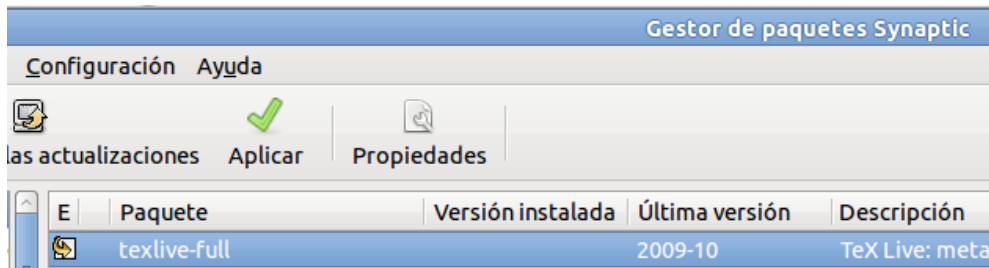 Gestor de paquetes Synaptic
Configuración Ayuda
las actualizaciones Aplicar Propiedades
E Paquete Versión instalada Última versión Descripción
texlive-full 2009-10 TeX Live: meta